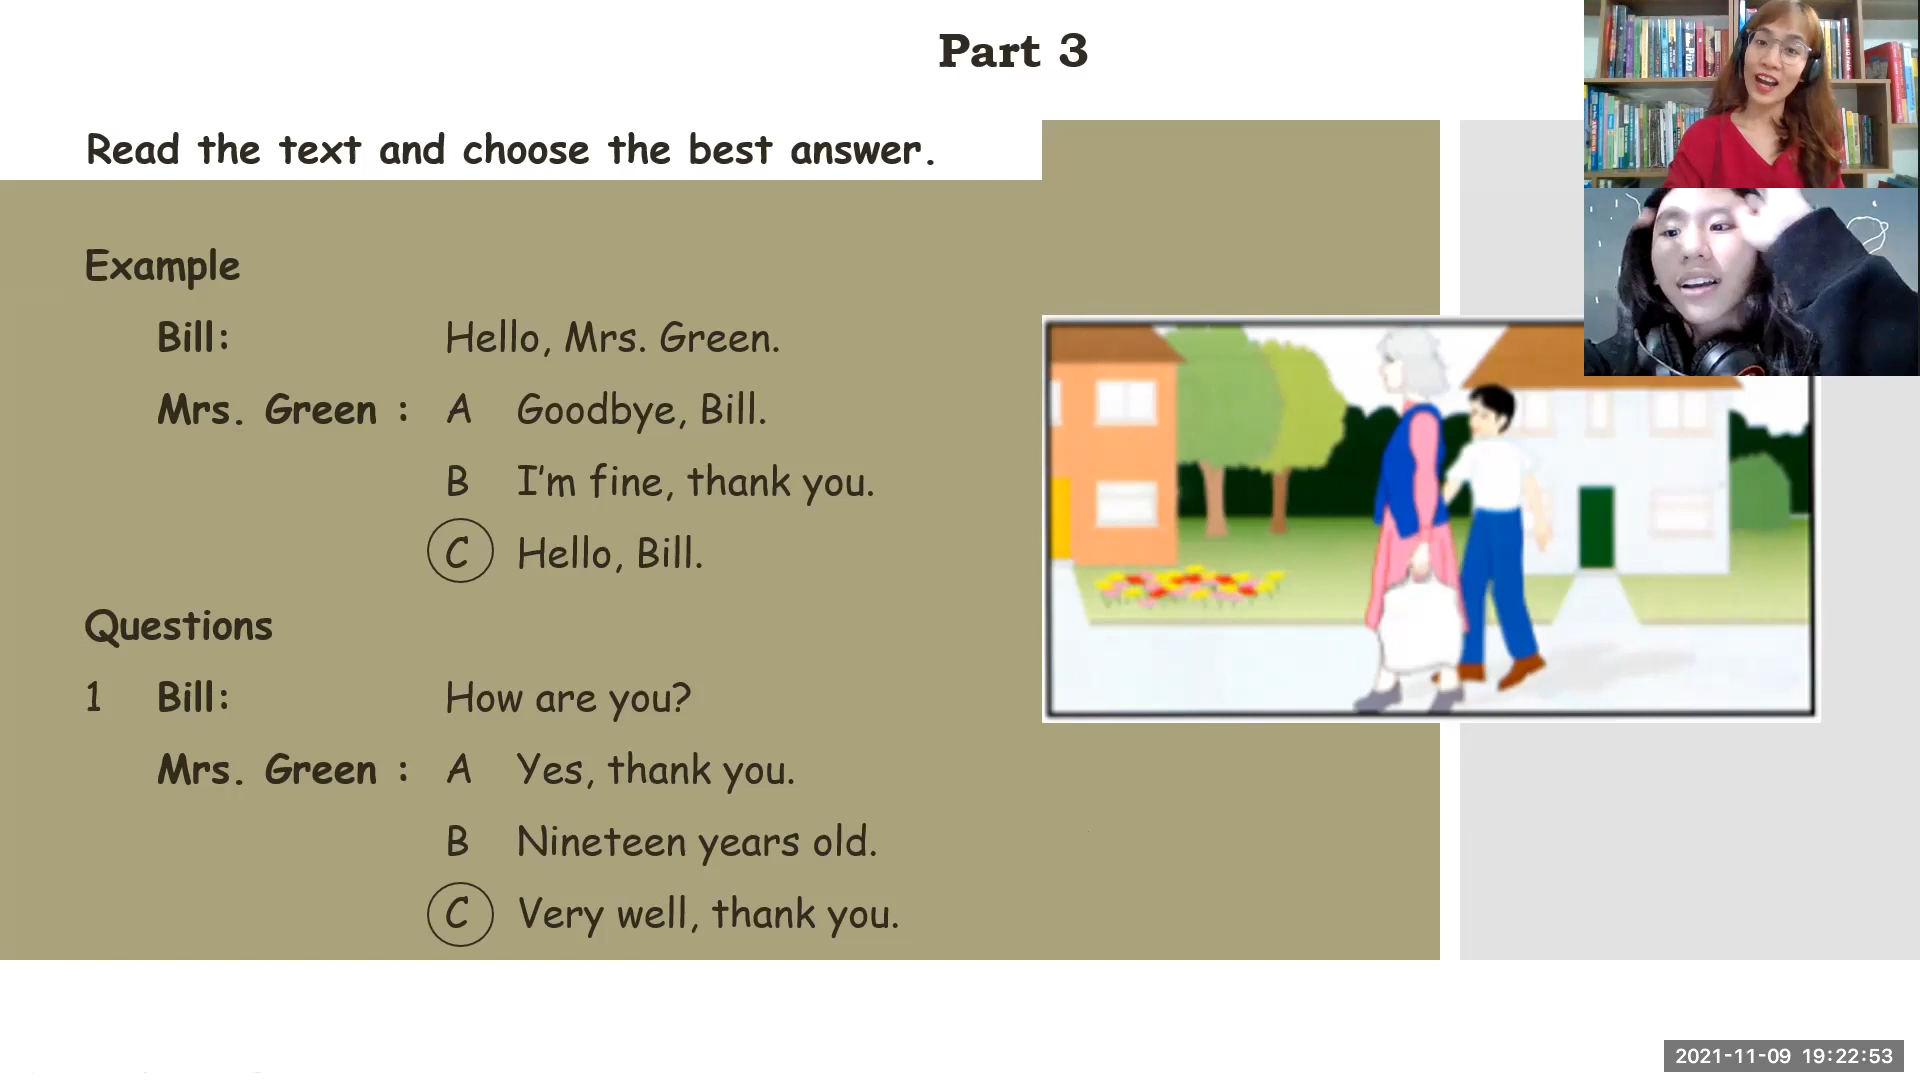 Part 3
Read the text and choose the best answer.
Example
Bill: Hello, Mrs. Green.
Mrs. Green : A Goodbye, Bill.
B I'm fine, thank you.
C Hello, Bill.
Questions
1 Bill: How are you?
Mrs. Green : A Yes, thank you.
B Nineteen years old.
C Very well, thank you.
2021-11-09 19:22:53